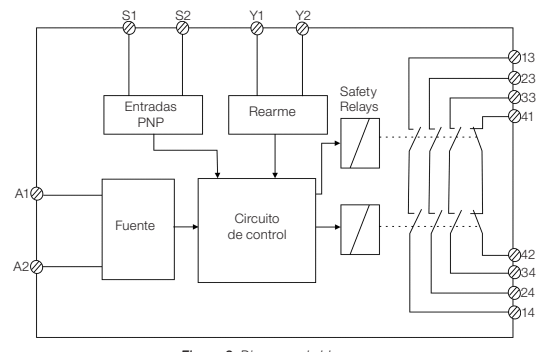 S1
S2
Y1
Y2
13
23
33
41
Safety
Relays
Entradas
PNP
Rearme
A1
Fuente
Circuito
de control
A2
42
34
24
14